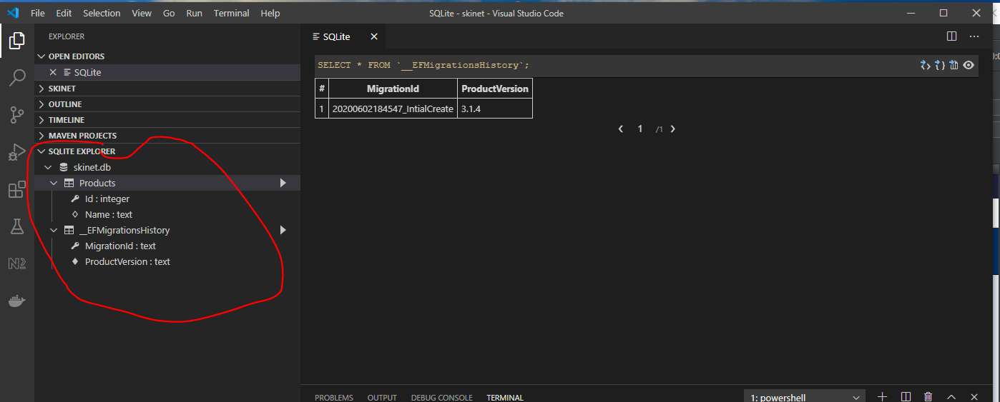 File Edit Selection View Go Run Terminal Help SQLite - skinet - Visual Studio Code
EXPLORER
OPEN EDITORS
SQLite
SKINET
OUTLINE
TIMELINE
MAVEN PROJECTS
SQLITE EXPLORER
skinet.db
Products
Id : integer
Name : text
__EFMigrationsHistory
MigrationId : text
ProductVersion : text
SQLite
SELECT * FROM `__EFMigrationsHistory`;
# MigrationId ProductVersion
1 20200602184547_IntialCreate 3.1.4
1 /1
PROBLEMS OUTPUT DEBUG CONSOLE TERMINAL 1: powershell